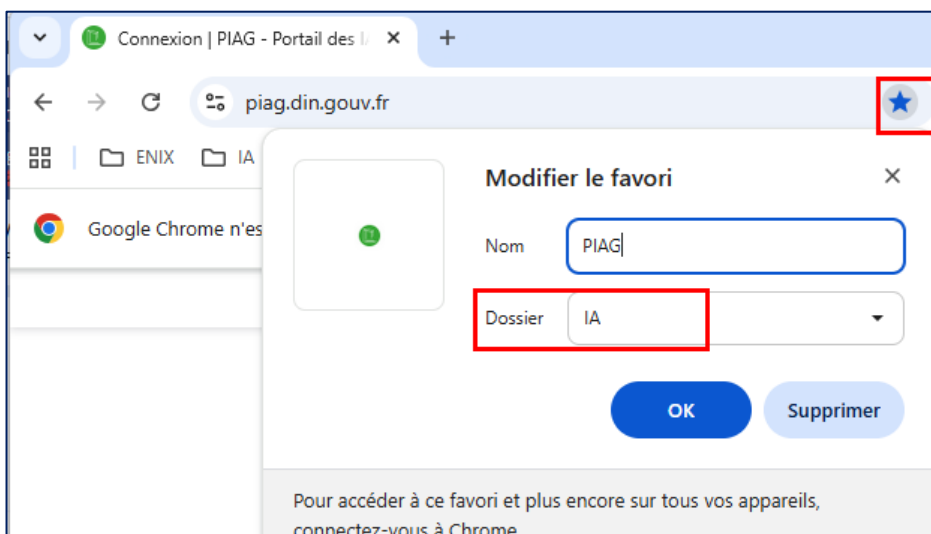 Connexion | PIAG - Portail des I
piag.din.gouv.fr
ENIX IA
Modifier le favori
Google Chrome n'es
Nom PIAG
Dossier IA
OK Supprimer
Pour accéder à ce favori et plus encore sur tous vos appareils,
connectez-vous à Chrome